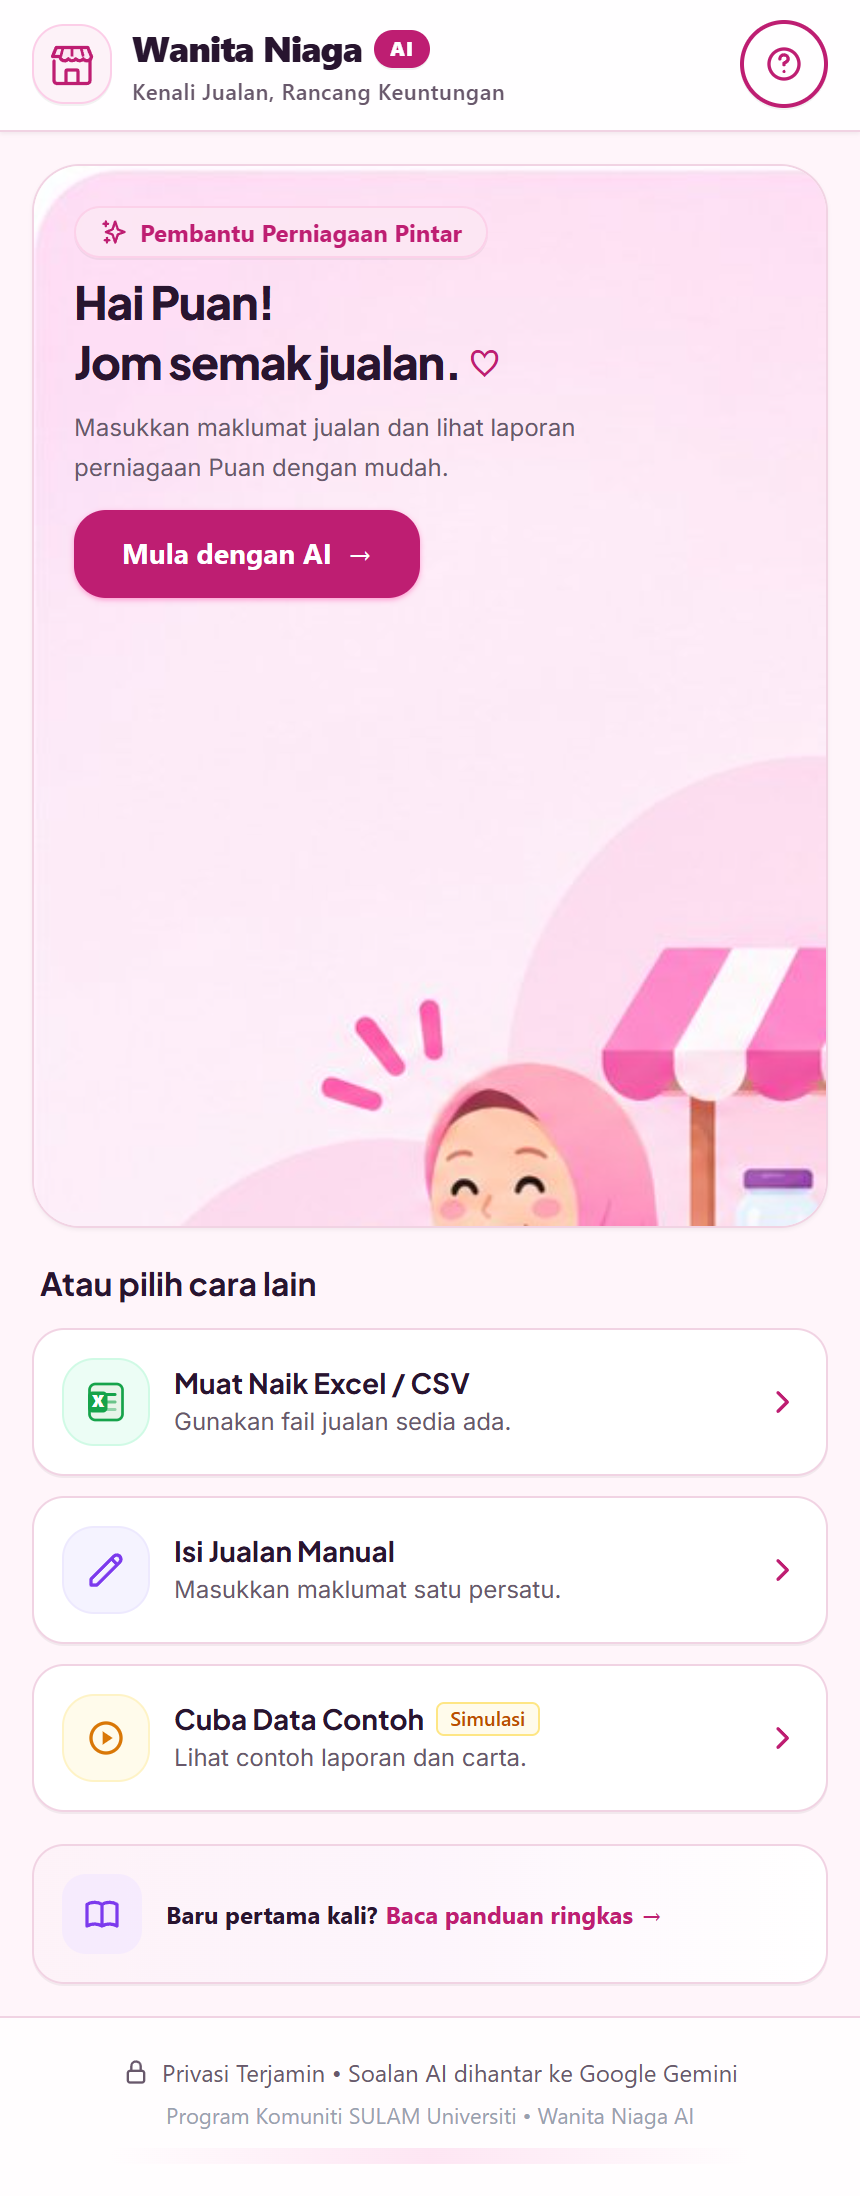 Wanita Niaga AI
Kenali Jualan, Rancang Keuntungan
Pembantu Perniagaan Pintar
Hai Puan!
Jom semak jualan.
Masukkan maklumat jualan dan lihat laporan
perniagaan Puan dengan mudah.
Mula dengan AI →
Atau pilih cara lain
Muat Naik Excel / CSV
Gunakan fail jualan sedia ada.
Isi Jualan Manual
Masukkan maklumat satu persatu.
Cuba Data Contoh Simulasi
Lihat contoh laporan dan carta.
Baru pertama kali? Baca panduan ringkas →
Privasi Terjamin • Soalan AI dihantar ke Google Gemini
Program Komuniti SULAM Universiti • Wanita Niaga AI